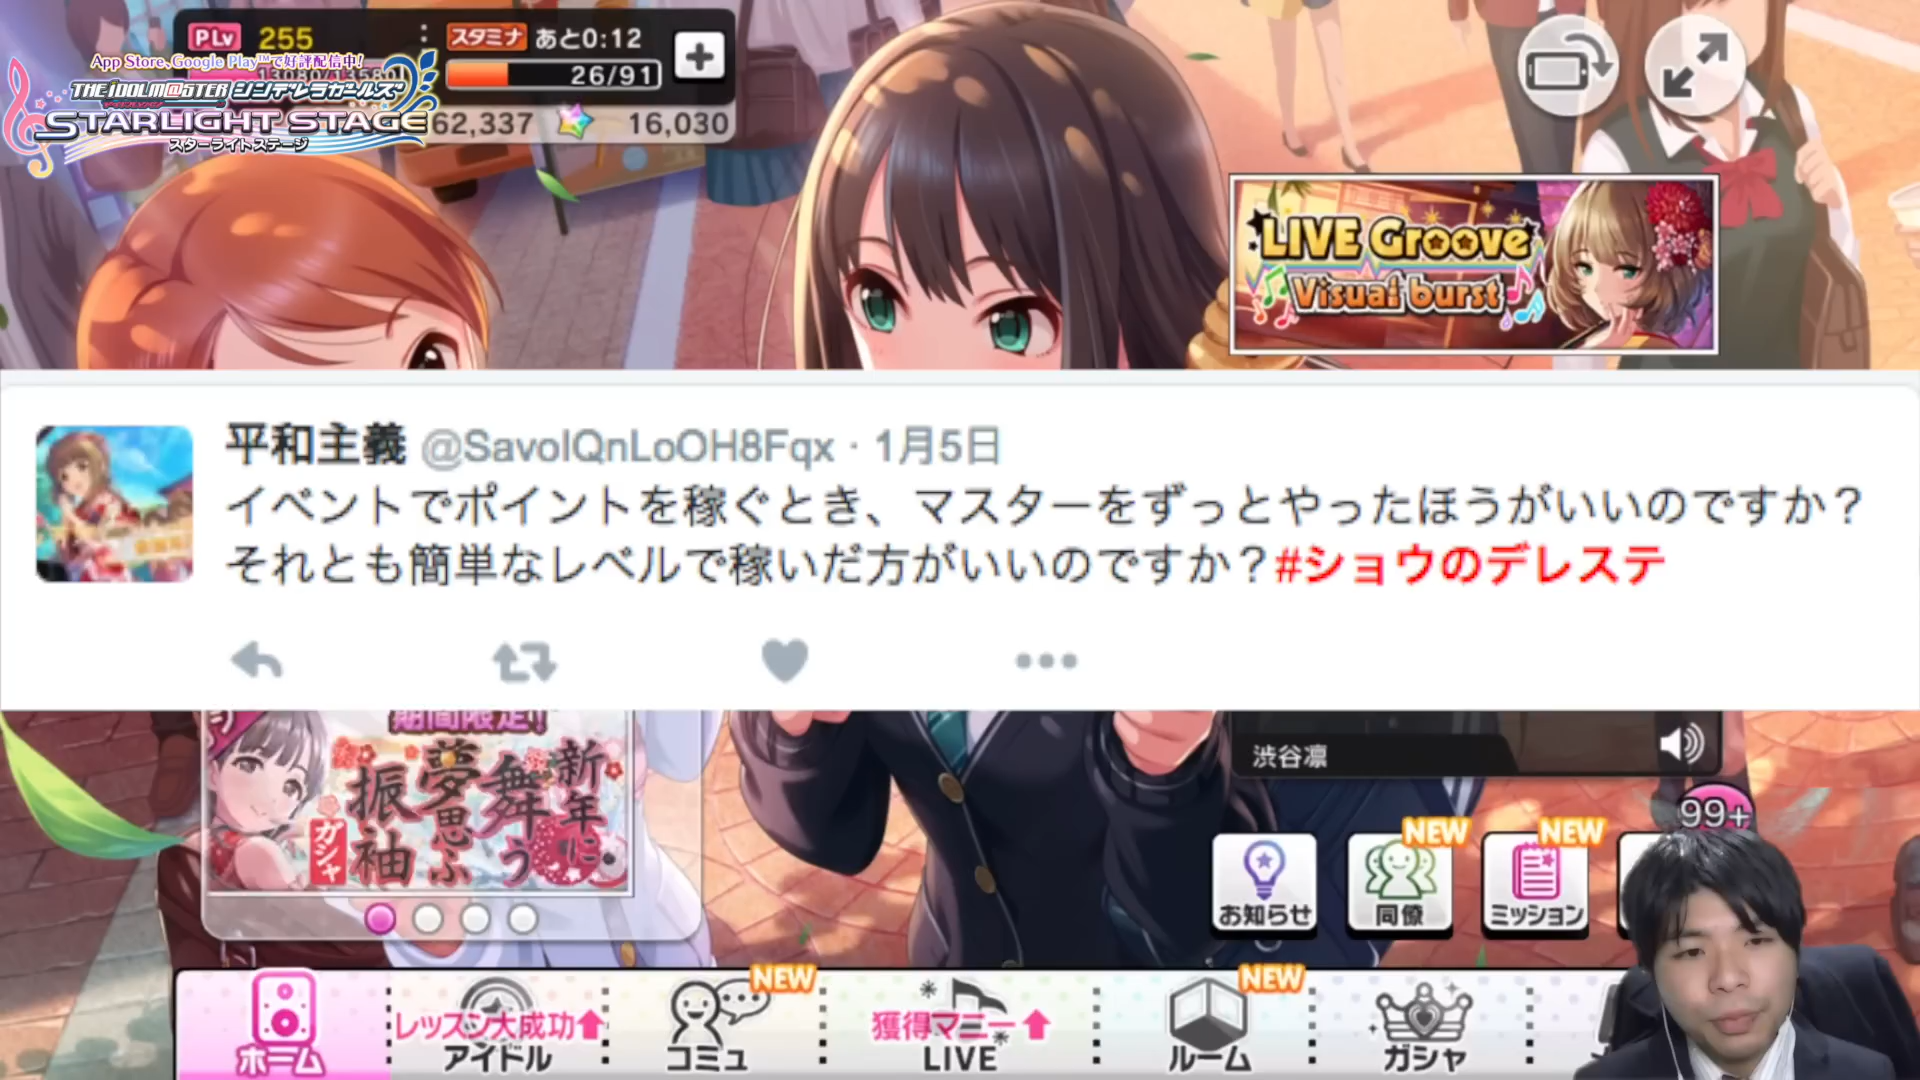 PLv 255
スタミナ あと0:12
App Store、Google Play™で好評配信中!
13080/13580
26/91
THE iDOLM@STER シンデレラガールズ
STARLIGHT STAGE
スターライトステージ
62,337
16,030
LIVE Groove
Visual burst
平和主義 @SavolQnLoOH8Fqx · 1月5日
イベントでポイントを稼ぐとき、マスターをずっとやったほうがいいのですか？
それとも簡単なレベルで稼いだ方がいいのですか？#ショウのデレステ
期間限定!
新年に
舞う
夢思ふ
振袖
ガシャ
渋谷凛
99+
NEW
NEW
お知らせ
同僚
ミッション
NEW
NEW
レッスン大成功
獲得マニー
ホーム
アイドル
コミュ
LIVE
ルーム
ガシャ